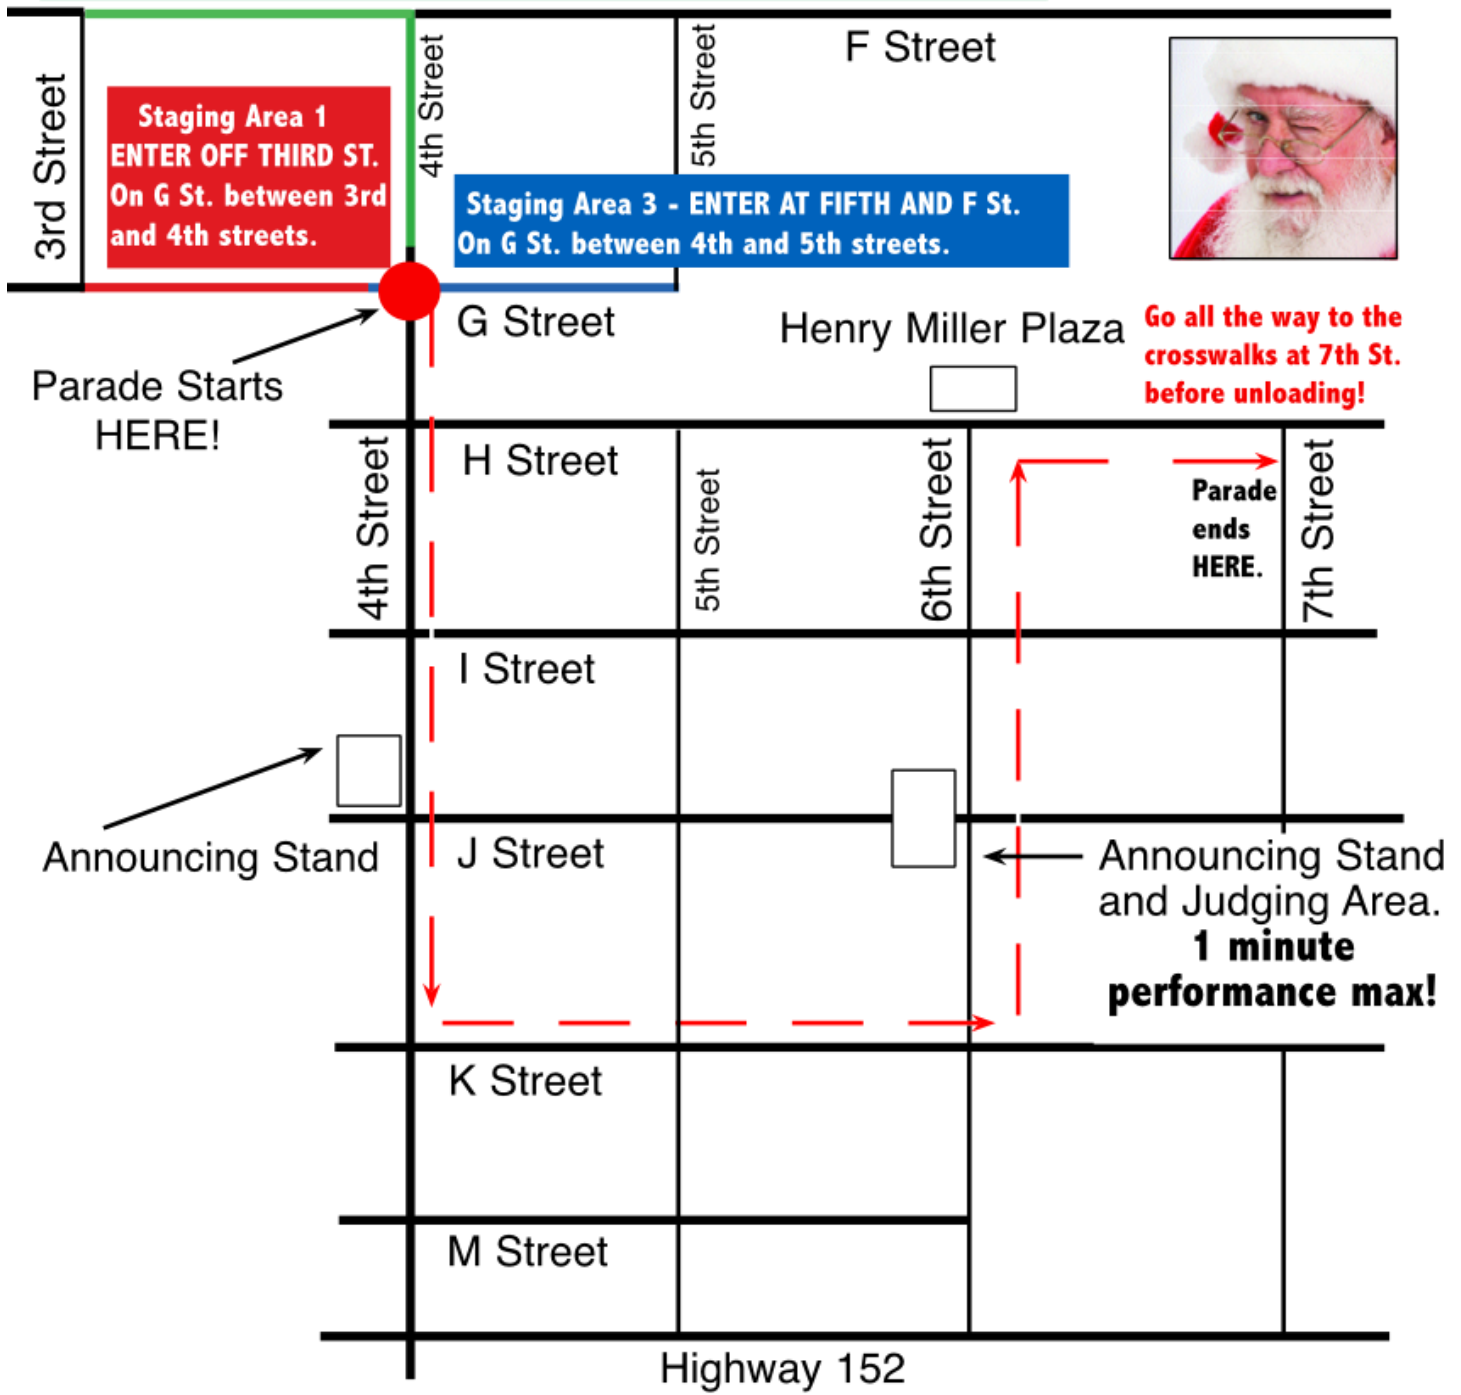 F Street
3rd Street
4th Street
5th Street
Staging Area 1
ENTER OFF THIRD ST.
On G St. between 3rd
and 4th streets.
Staging Area 3 - ENTER AT FIFTH AND F St.
On G St. between 4th and 5th streets.
G Street
Henry Miller Plaza
Go all the way to the
crosswalks at 7th St.
before unloading!
Parade Starts
HERE!
H Street
4th Street
5th Street
6th Street
Parade
ends
HERE.
7th Street
I Street
Announcing Stand
J Street
Announcing Stand
and Judging Area.
1 minute
performance max!
K Street
M Street
Highway 152